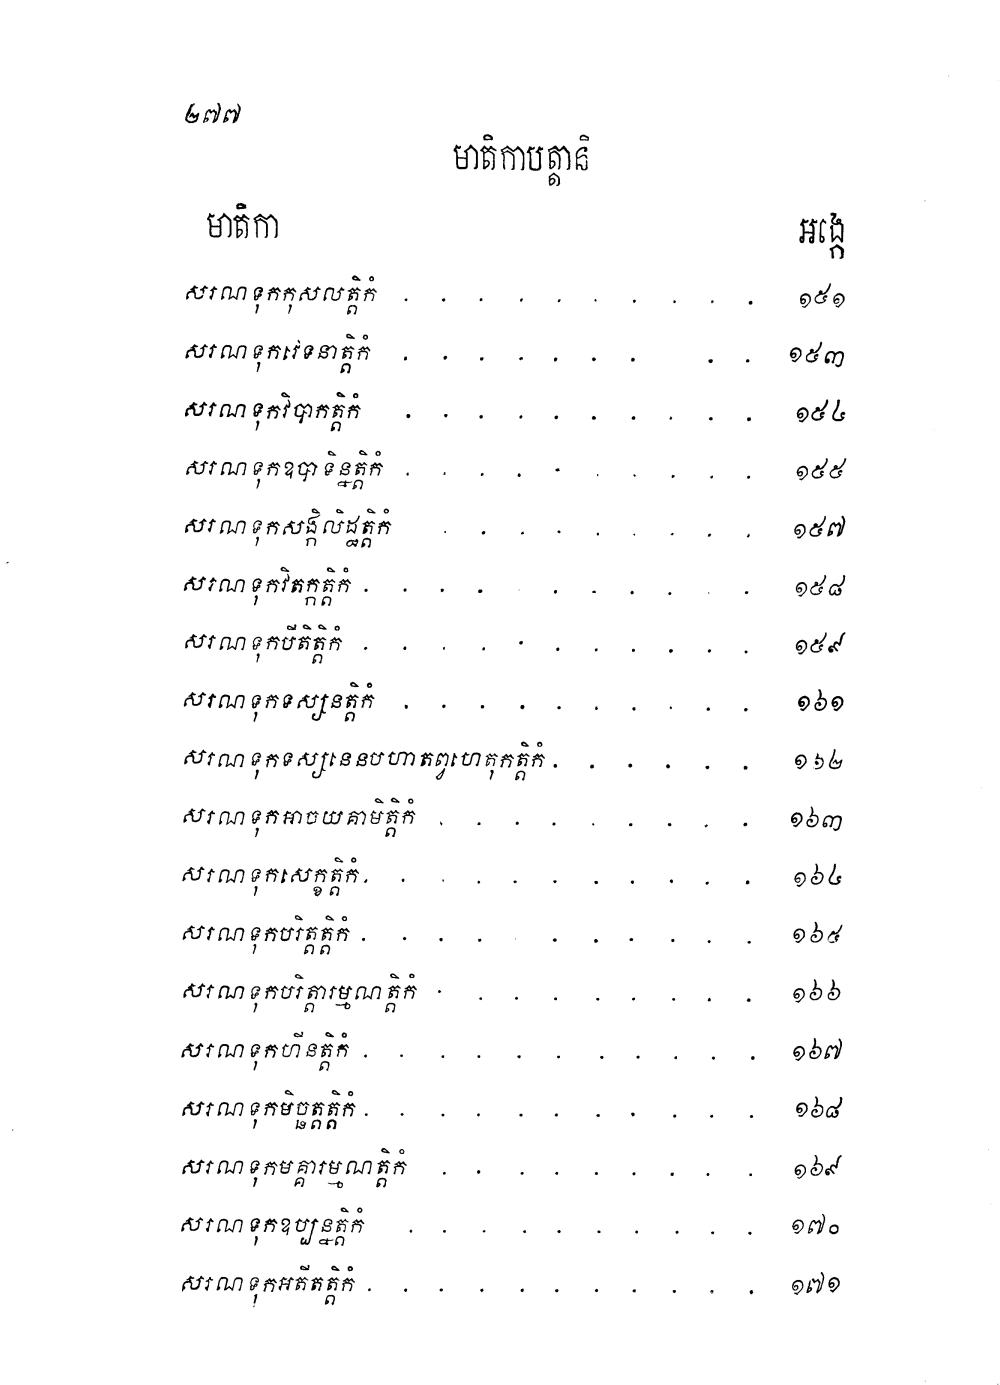 ២៧៧
មាតិកាបត្តានិ
មាតិកា អង្កេ
សរណទុកកុសលត្តិកំ . . . . . . . . . . ១៥១
សរណទុកវេទនាត្តិកំ . . . . . . . . . ១៥៣
សរណទុកវិបាកត្តិកំ . . . . . . . . . . ១៥៤
សរណទុកឧបាទិន្នត្តិកំ . . . . . . . . . . ១៥៥
សរណទុកសង្កិលិដ្ឋត្តិកំ . . . . . . . . . ១៥៧
សរណទុកវិតក្កត្តិកំ . . . . . . . . . . . ១៥៨
សរណទុកបីតិត្តិកំ . . . . . . . . . . . ១៥៩
សរណទុកទស្សនត្តិកំ . . . . . . . . . . ១៦១
សរណទុកទស្សនេនបហាតព្វហេតុកត្តិកំ . . . . . . ១៦២
សរណទុកអាចយគាមិត្តិកំ . . . . . . . . . ១៦៣
សរណទុកសេក្ខត្តិកំ . . . . . . . . . . . ១៦៤
សរណទុកបរិត្តត្តិកំ . . . . . . . . . . . ១៦៥
សរណទុកបរិត្តារម្មណត្តិកំ . . . . . . . . . ១៦៦
សរណទុកហីនត្តិកំ . . . . . . . . . . . ១៦៧
សរណទុកមិច្ឆត្តត្តិកំ . . . . . . . . . . . ១៦៨
សរណទុកមគ្គារម្មណត្តិកំ . . . . . . . . . ១៦៩
សរណទុកឧប្បន្នត្តិកំ . . . . . . . . . . ១៧០
សរណទុកអតីតត្តិកំ . . . . . . . . . . . ១៧១